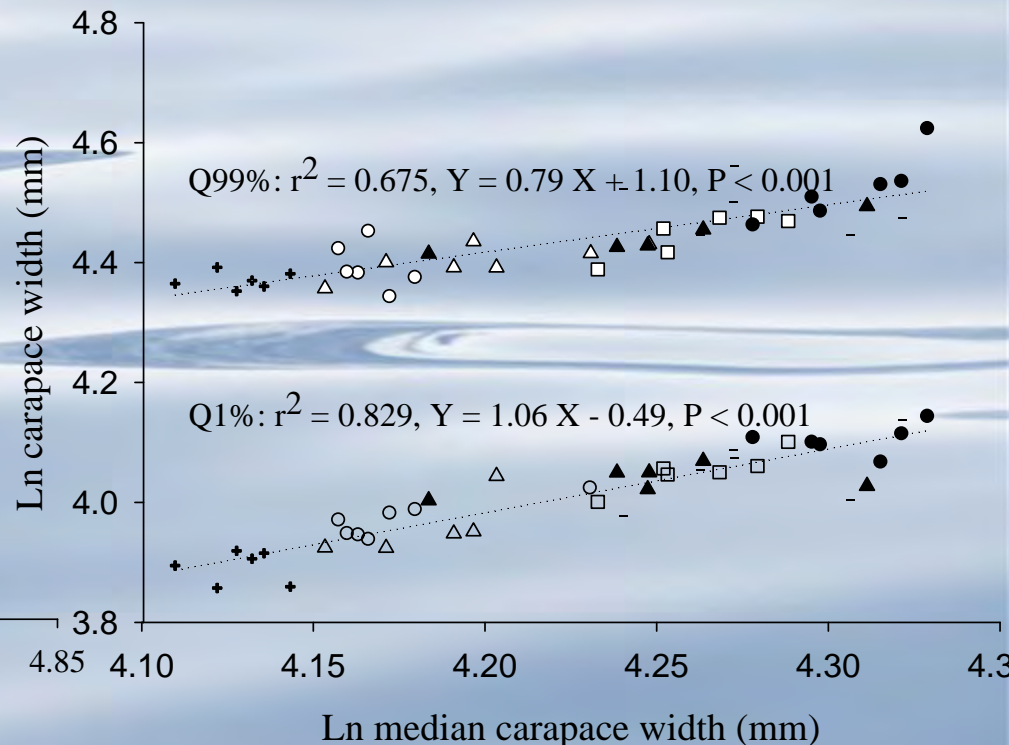 4.8
4.6
Q99%: r2 = 0.675, Y = 0.79 X + 1.10, P < 0.001
4.4
4.2
Q1%: r2 = 0.829, Y = 1.06 X - 0.49, P < 0.001
4.0
3.8
Ln carapace width (mm)
4.85
4.10 4.15 4.20 4.25 4.30 4.3
Ln median carapace width (mm)